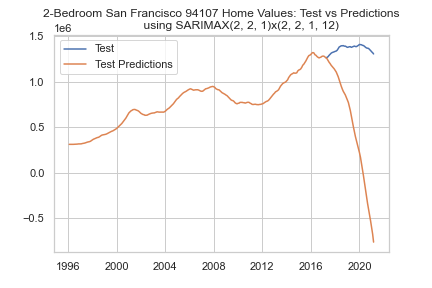 2-Bedroom San Francisco 94107 Home Values: Test vs Predictions
using SARIMAX(2, 2, 1)x(2, 2, 1, 12)
1e6
Test
Test Predictions
1.5
1.0
0.5
0.0
−0.5
1996 2000 2004 2008 2012 2016 2020